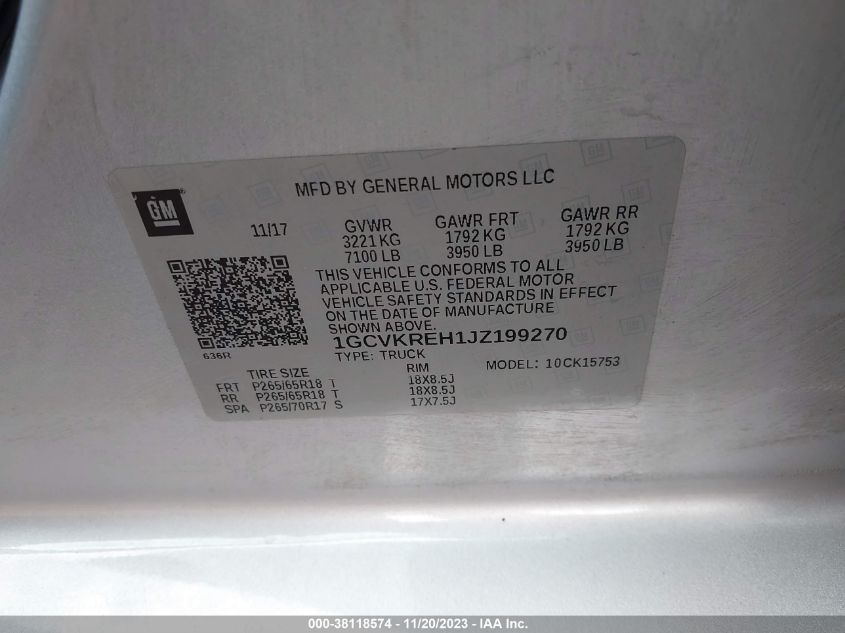 GM
MFD BY GENERAL MOTORS LLC
11/17
GVWR
3221 KG
7100 LB
GAWR FRT
1792 KG
3950 LB
GAWR RR
1792 KG
3950 LB
THIS VEHICLE CONFORMS TO ALL
APPLICABLE U.S. FEDERAL MOTOR
VEHICLE SAFETY STANDARDS IN EFFECT
ON THE DATE OF MANUFACTURE
SHOWN ABOVE.
1GCVKREH1JZ199270
636R
TYPE: TRUCK
MODEL: 10CK15753
TIRE SIZE RIM
FRT P265/65R18 T 18X8.5J
RR P265/65R18 T 18X8.5J
SPA P265/70R17 S 17X7.5J
000-38118574 - 11/20/2023 - IAA Inc.